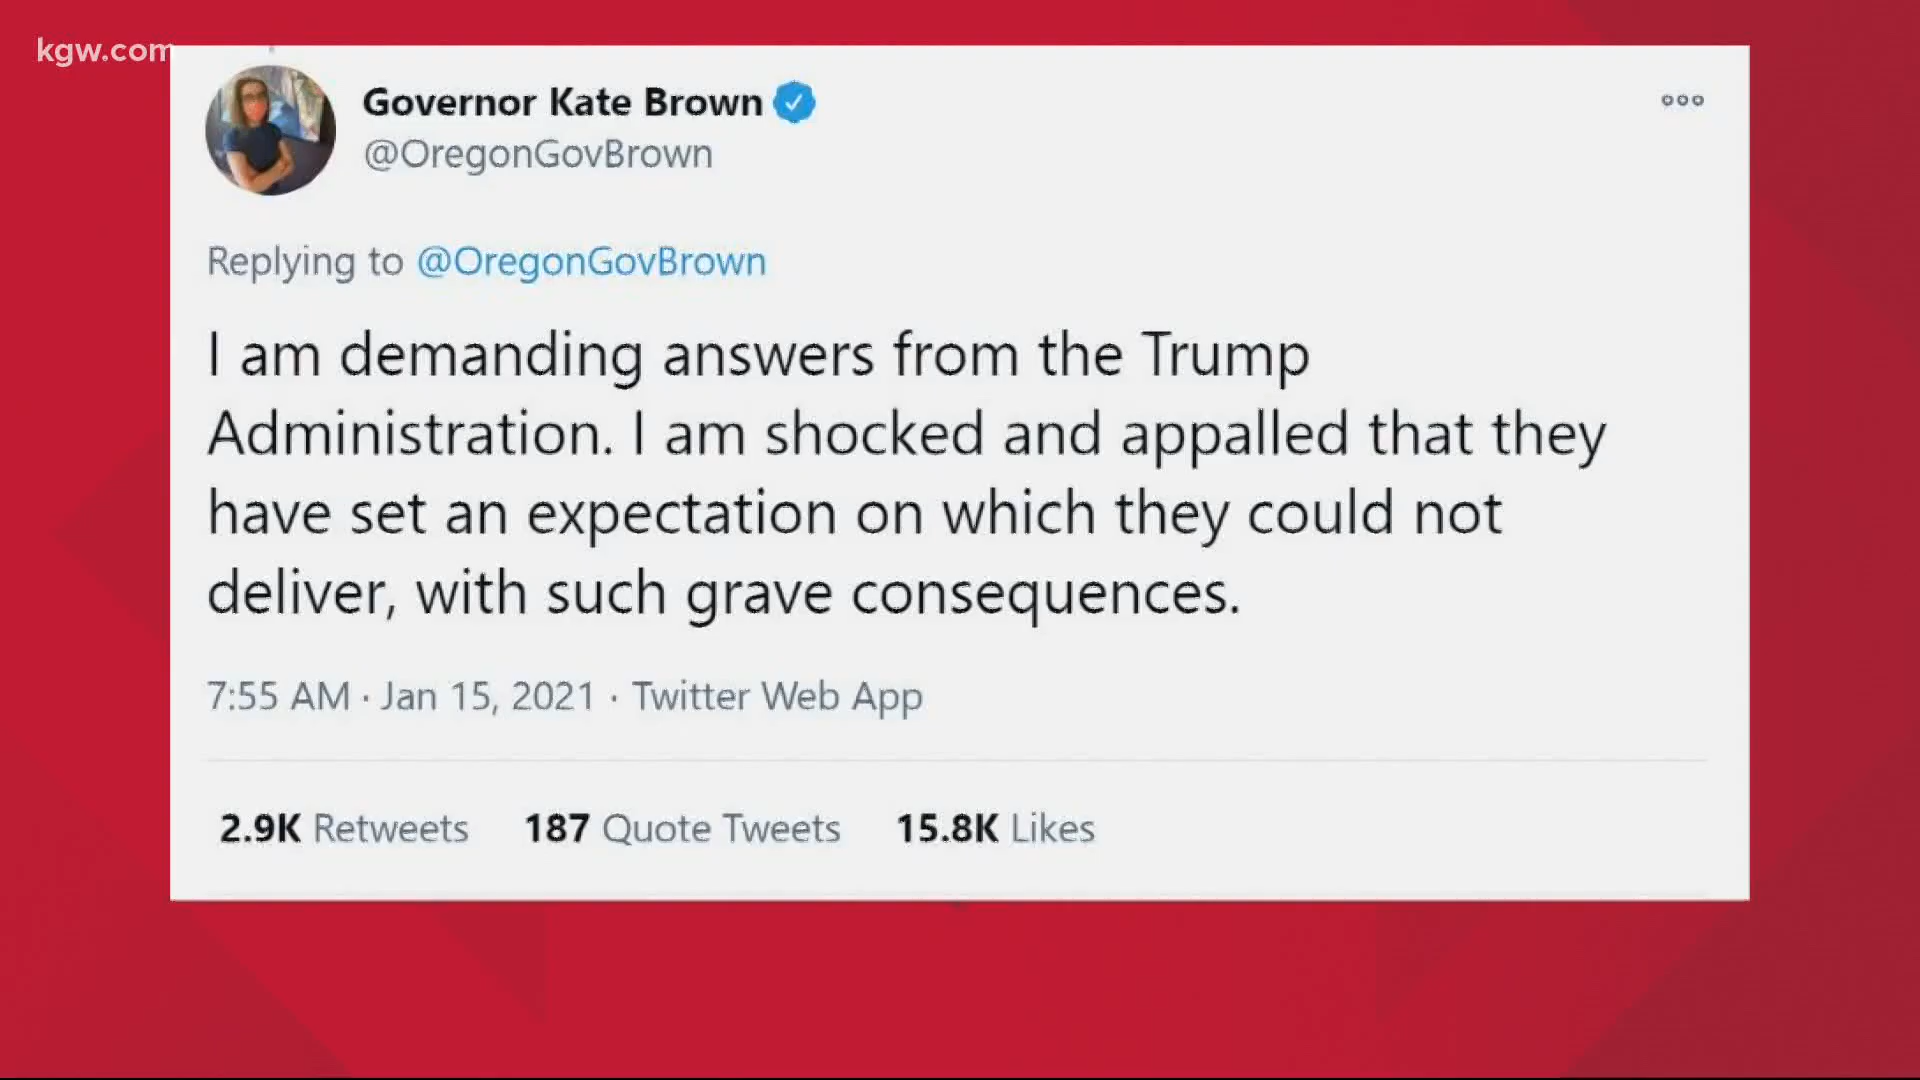 kgw.com
Governor Kate Brown
@OregonGovBrown
Replying to @OregonGovBrown
I am demanding answers from the Trump
Administration. I am shocked and appalled that they
have set an expectation on which they could not
deliver, with such grave consequences.
7:55 AM · Jan 15, 2021 · Twitter Web App
2.9K Retweets 187 Quote Tweets 15.8K Likes